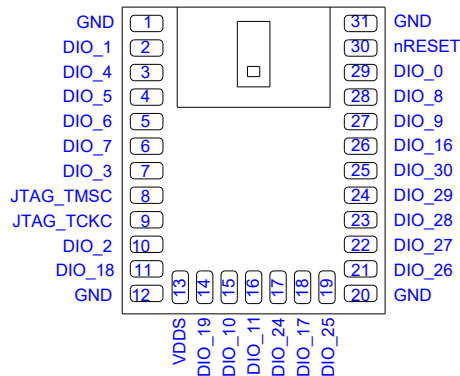 GND 1 31 GND
DIO_1 2 30 nRESET
DIO_4 3 29 DIO_0
DIO_5 4 28 DIO_8
DIO_6 5 27 DIO_9
DIO_7 6 26 DIO_16
DIO_3 7 25 DIO_30
JTAG_TMSC 8 24 DIO_29
JTAG_TCKC 9 23 DIO_28
DIO_2 10 22 DIO_27
DIO_18 11 21 DIO_26
GND 12 20 GND
13 14 15 16 17 18 19
VDDS DIO_19 DIO_10 DIO_11 DIO_24 DIO_17 DIO_25